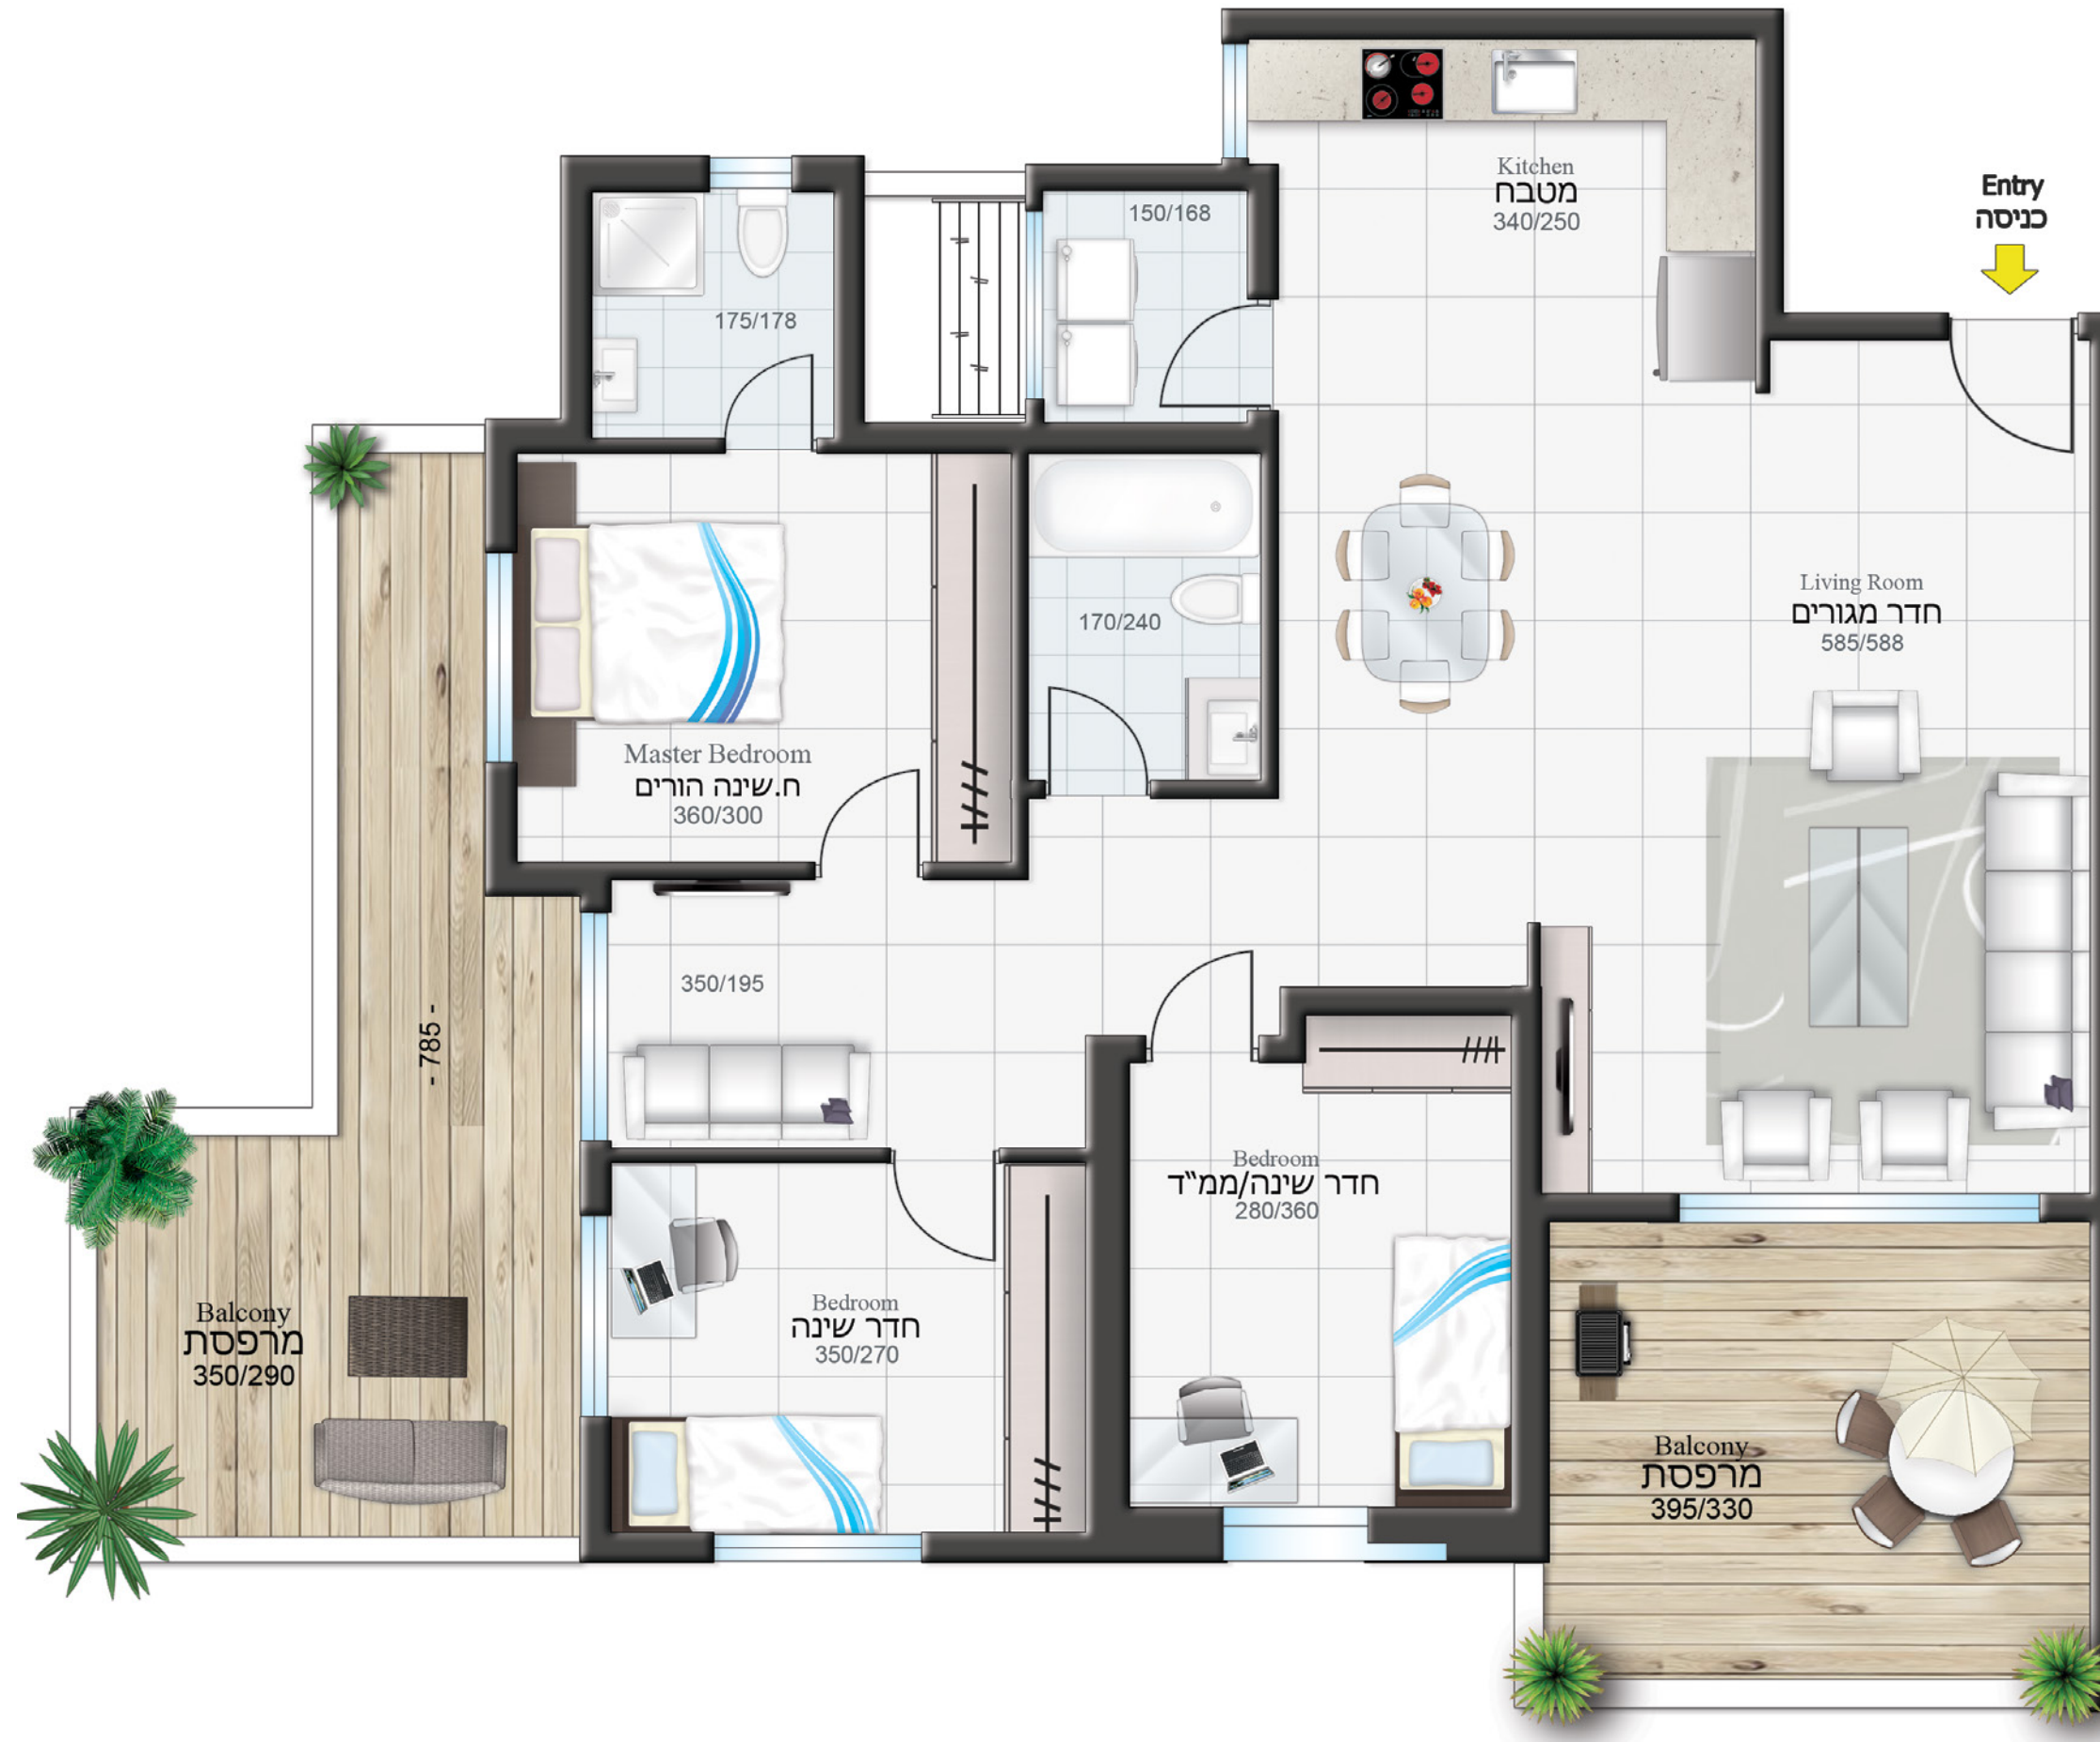 Kitchen
מטבח
340/250
Entry
כניסה
150/168
175/178
Living Room
חדר מגורים
585/588
170/240
Master Bedroom
ח.שינה הורים
360/300
350/195
- 785 -
Bedroom
חדר שינה/ממ"ד
280/360
Bedroom
חדר שינה
350/270
Balcony
מרפסת
350/290
Balcony
מרפסת
395/330